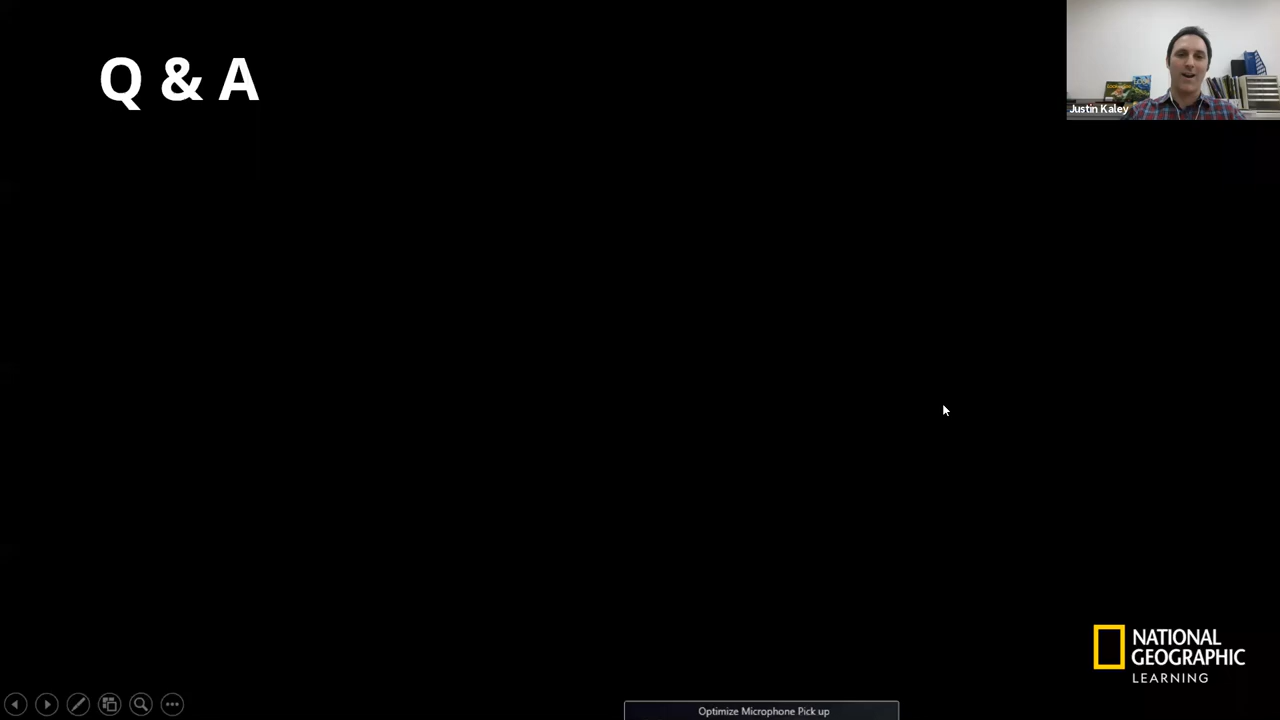 Q & A
Justin Kaley
NATIONAL
GEOGRAPHIC
LEARNING
Optimize Microphone Pick up